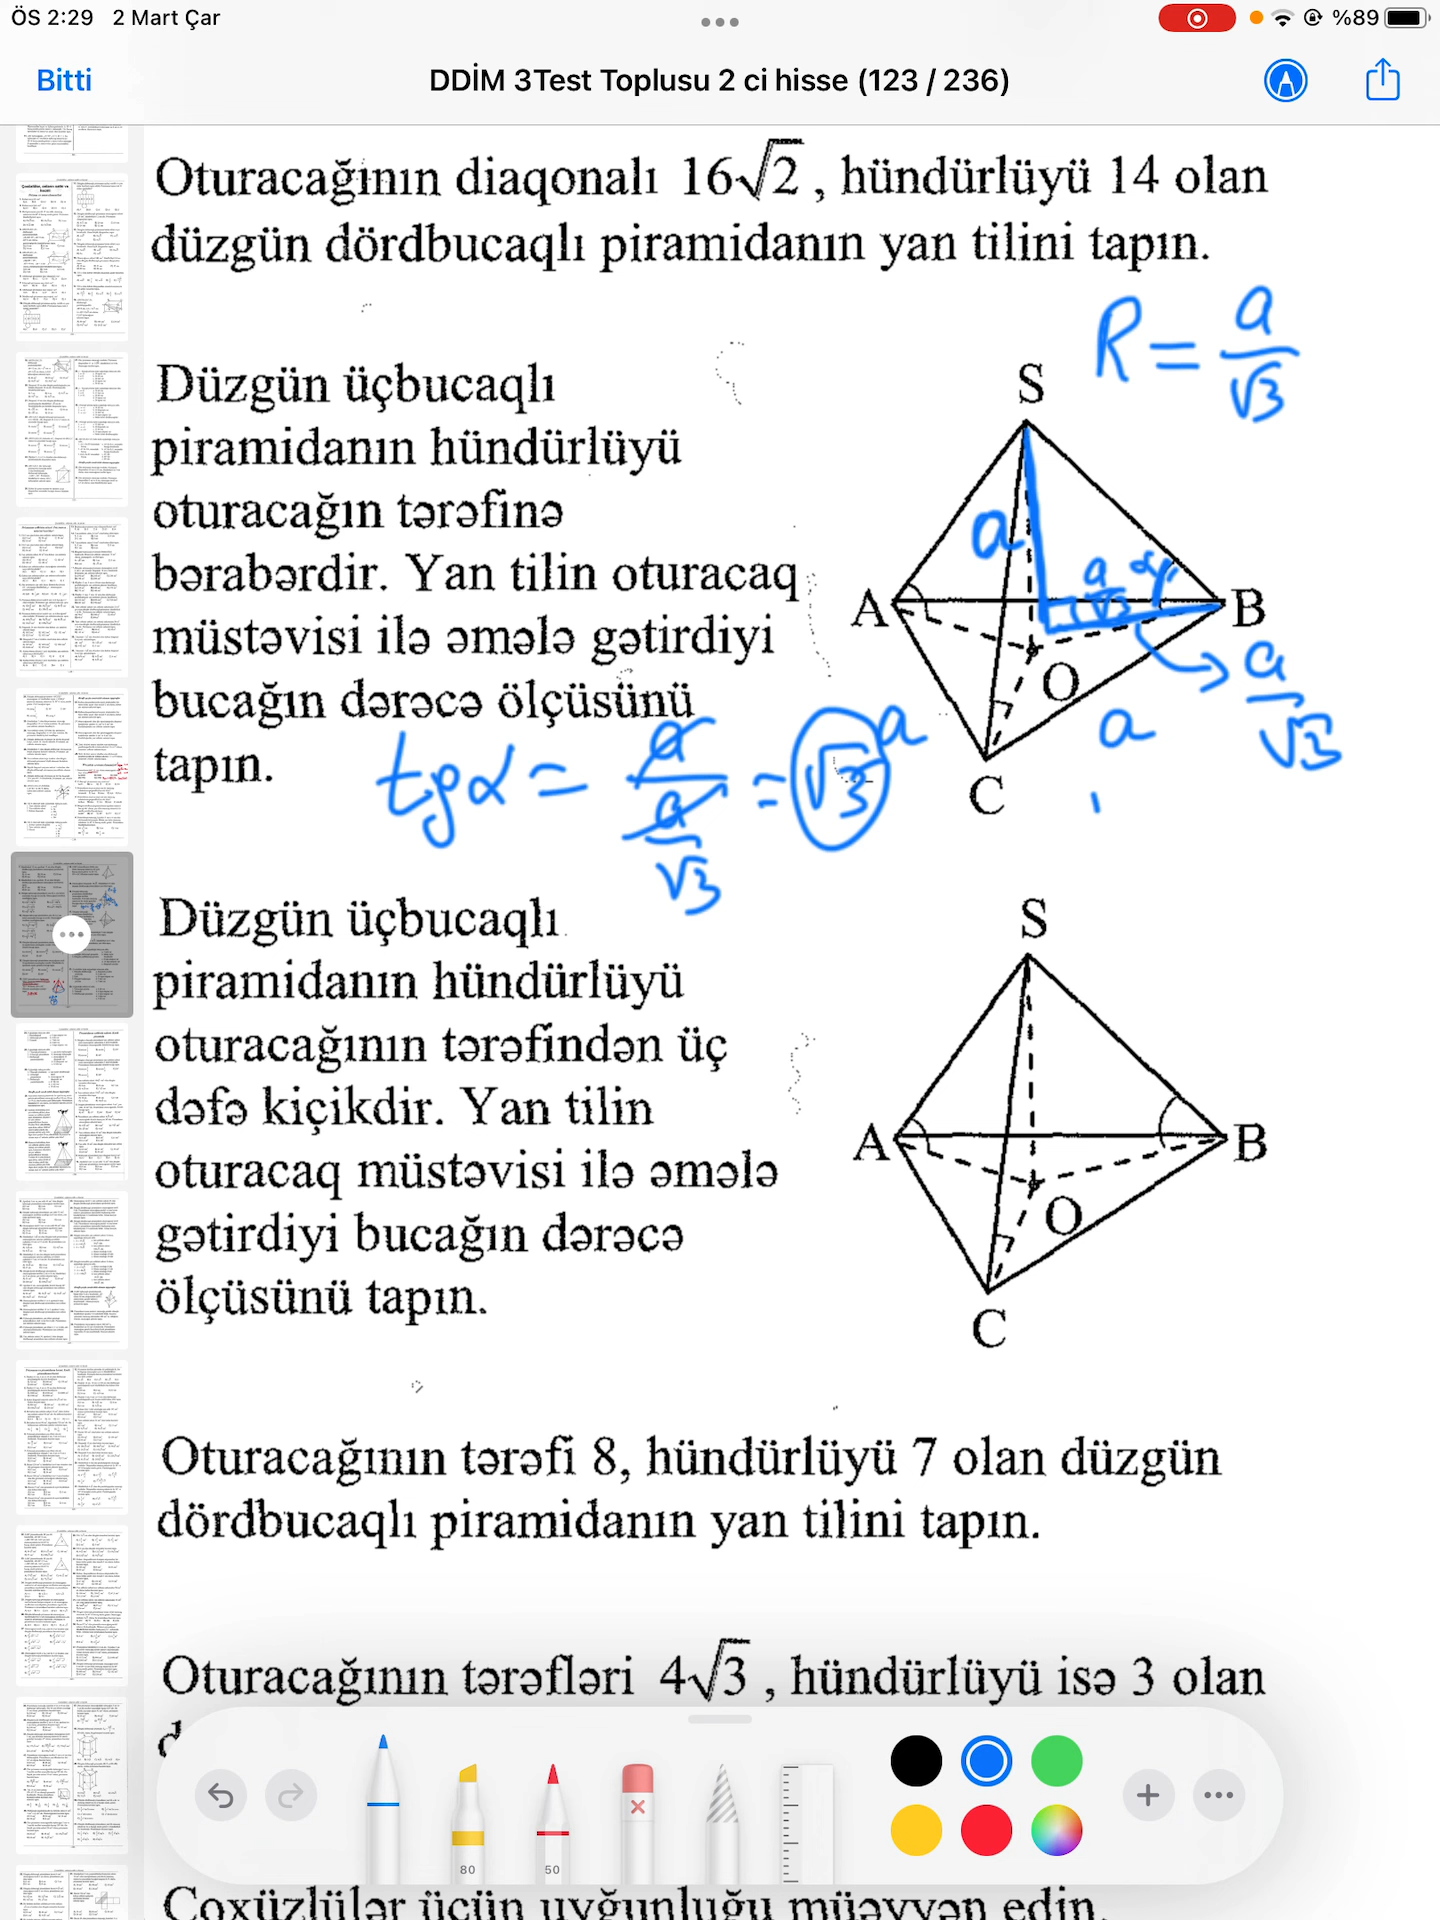 ÖS 2:29 2 Mart Çar
%89
Bitti
DDİM 3Test Toplusu 2 ci hisse (123 / 236)
Oturacağının diaqonalı 16√2, hündürlüyü 14 olan
düzgün dördbucaqlı piramidanın yan tilini tapın.
R = a/√3
Düzgün üçbucaqlı
piramidanın hündürlüyü
oturacağın tərəfinə
bərabərdir. Yan tilin oturacaq
müstəvisi ilə əmələ gətirdiyi
bucağın dərəcə ölçüsünü
tapın.
S
a
a/√3 α
A
B
O
a/√3
a
a
C
tgα = a/(a/√3) = √3
Düzgün üçbucaqlı
piramidanın hündürlüyü
oturacağının tərəfindən üç
dəfə kiçikdir. Yan tilin
oturacaq müstəvisi ilə əmələ
gətirdiyi bucağın dərəcə
ölçüsünü tapın.
S
A
B
O
C
Oturacağının tərəfi 8, hündürlüyü 7 olan düzgün
dördbucaqlı piramidanın yan tilini tapın.
Oturacağının tərəfləri 4√3, hündürlüyü isə 3 olan
80
50
Çoxüzlülər üçün uyğunluğu müəyyən edin.